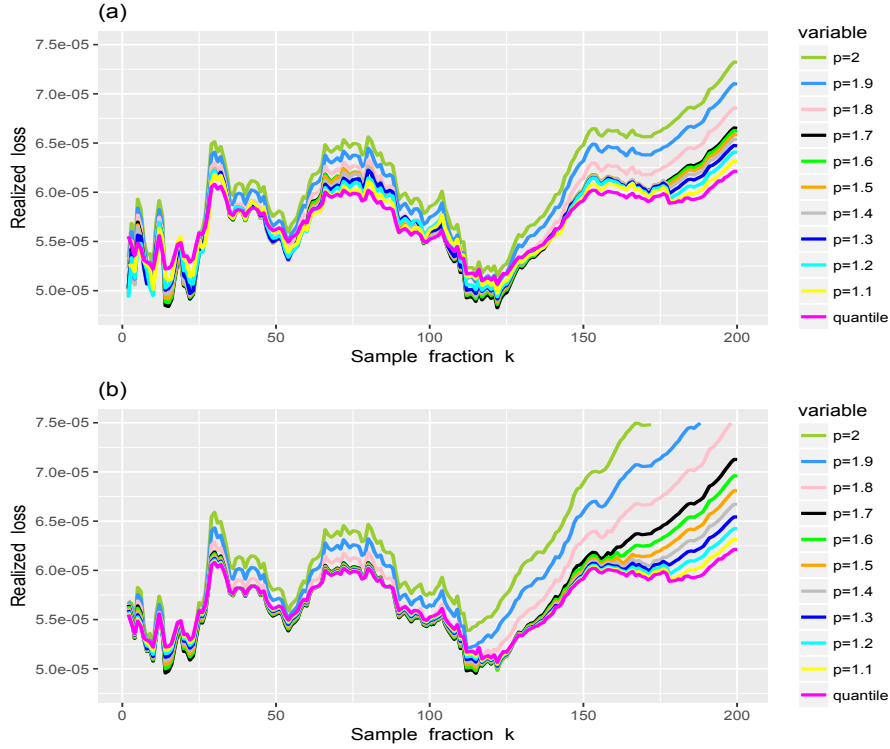 (a)
Realized loss
7.5e-05
7.0e-05
6.5e-05
6.0e-05
5.5e-05
5.0e-05
0
50
100
150
200
Sample fraction k
variable
p=2
p=1.9
p=1.8
p=1.7
p=1.6
p=1.5
p=1.4
p=1.3
p=1.2
p=1.1
quantile
(b)
Realized loss
7.5e-05
7.0e-05
6.5e-05
6.0e-05
5.5e-05
5.0e-05
0
50
100
150
200
Sample fraction k
variable
p=2
p=1.9
p=1.8
p=1.7
p=1.6
p=1.5
p=1.4
p=1.3
p=1.2
p=1.1
quantile